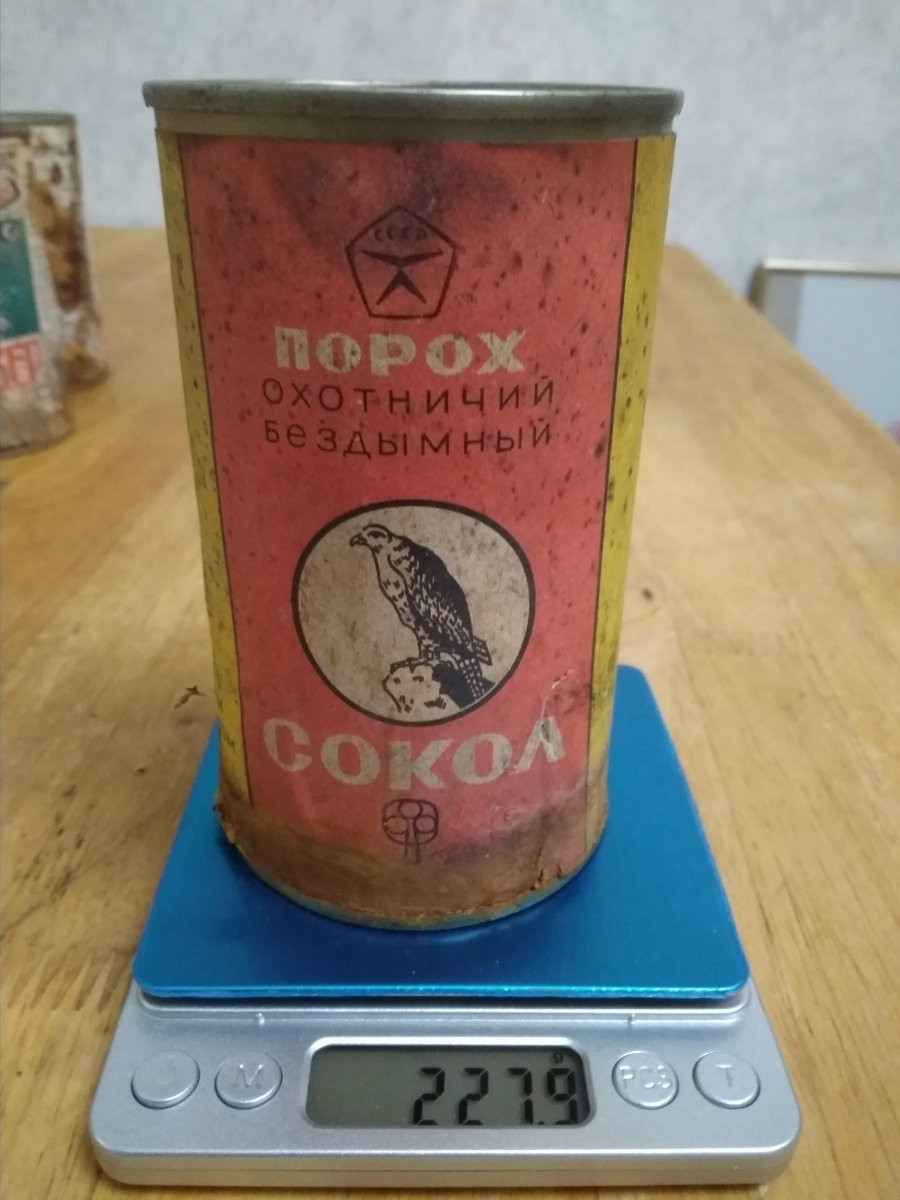 СССР
ПОРОХ
ОХОТНИЧИЙ
БЕЗДЫМНЫЙ
СОКОЛ
227.9
g
M
PCS
T